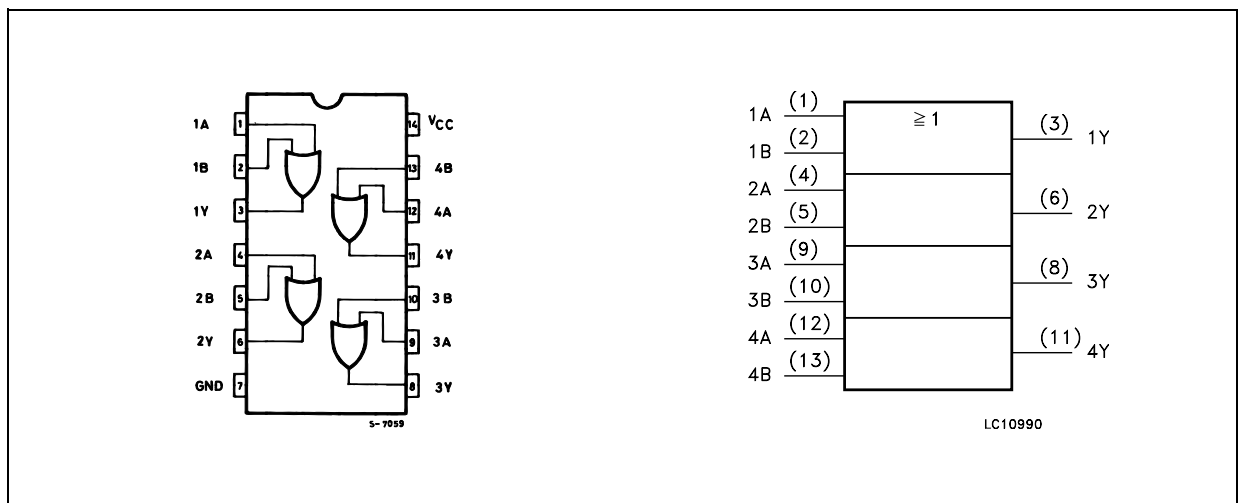 1A 1 14 VCC
1B 2 13 4B
1Y 3 12 4A
2A 4 11 4Y
2B 5 10 3B
2Y 6 9 3A
GND 7 8 3Y
S-7059
≧ 1
1A (1)
1B (2)
2A (4)
2B (5)
3A (9)
3B (10)
4A (12)
4B (13)
(3) 1Y
(6) 2Y
(8) 3Y
(11) 4Y
LC10990